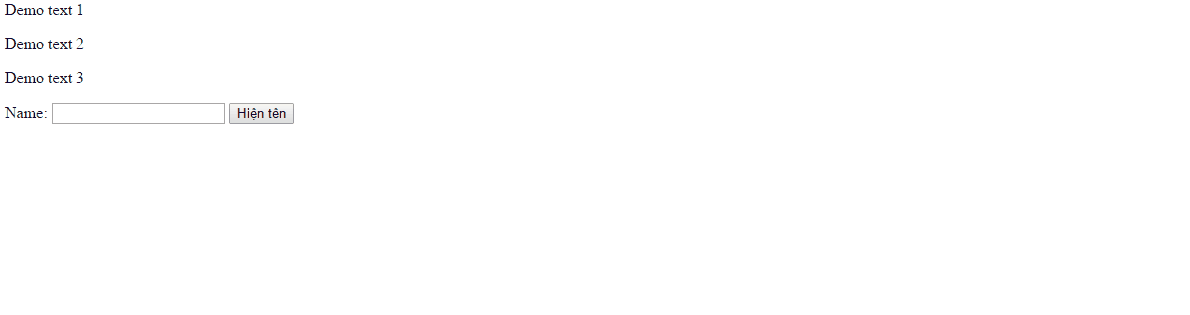 Demo text 1
Demo text 2
Demo text 3
Name: Hiện tên